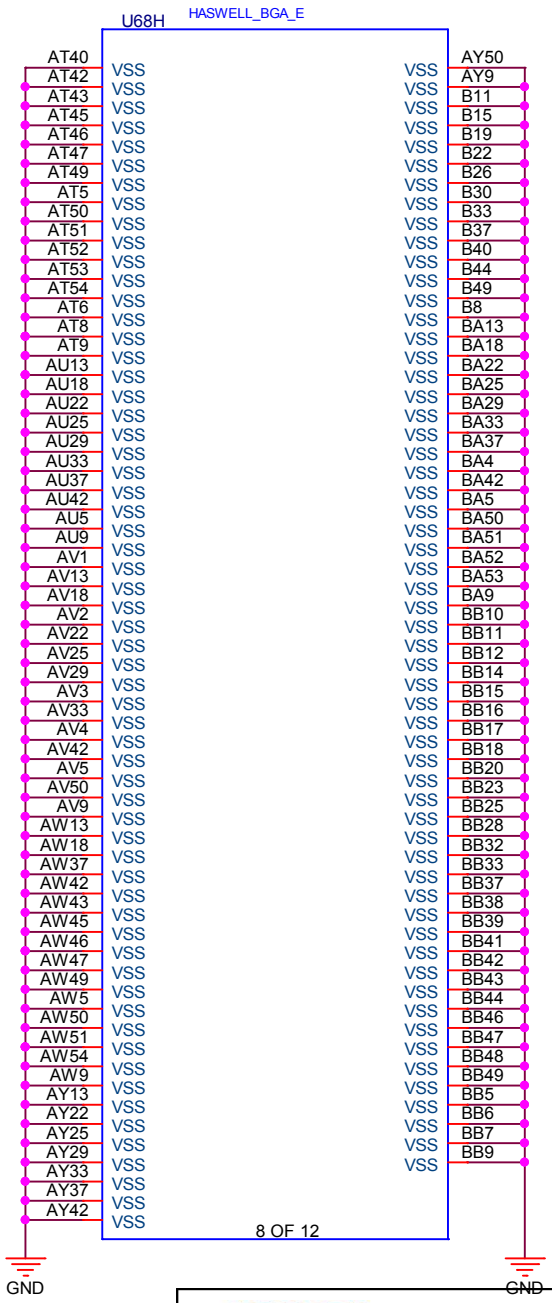 U68H HASWELL_BGA_E
AT40 VSS VSS AY50
AT42 VSS VSS AY9
AT43 VSS VSS B11
AT45 VSS VSS B15
AT46 VSS VSS B19
AT47 VSS VSS B22
AT49 VSS VSS B26
AT5 VSS VSS B30
AT50 VSS VSS B33
AT51 VSS VSS B37
AT52 VSS VSS B40
AT53 VSS VSS B44
AT54 VSS VSS B49
AT6 VSS VSS B8
AT8 VSS VSS BA13
AT9 VSS VSS BA18
AU13 VSS VSS BA22
AU18 VSS VSS BA25
AU22 VSS VSS BA29
AU25 VSS VSS BA33
AU29 VSS VSS BA37
AU33 VSS VSS BA4
AU37 VSS VSS BA42
AU42 VSS VSS BA5
AU5 VSS VSS BA50
AU9 VSS VSS BA51
AV1 VSS VSS BA52
AV13 VSS VSS BA53
AV18 VSS VSS BA9
AV2 VSS VSS BB10
AV22 VSS VSS BB11
AV25 VSS VSS BB12
AV29 VSS VSS BB14
AV3 VSS VSS BB15
AV33 VSS VSS BB16
AV4 VSS VSS BB17
AV42 VSS VSS BB18
AV5 VSS VSS BB20
AV50 VSS VSS BB23
AV9 VSS VSS BB25
AW13 VSS VSS BB28
AW18 VSS VSS BB32
AW37 VSS VSS BB33
AW42 VSS VSS BB37
AW43 VSS VSS BB38
AW45 VSS VSS BB39
AW46 VSS VSS BB41
AW47 VSS VSS BB42
AW49 VSS VSS BB43
AW5 VSS VSS BB44
AW50 VSS VSS BB46
AW51 VSS VSS BB47
AW54 VSS VSS BB48
AW9 VSS VSS BB49
AY13 VSS VSS BB5
AY22 VSS VSS BB6
AY25 VSS VSS BB7
AY29 VSS VSS BB9
AY33 VSS
AY37 VSS
AY42 VSS
8 OF 12
GND GND